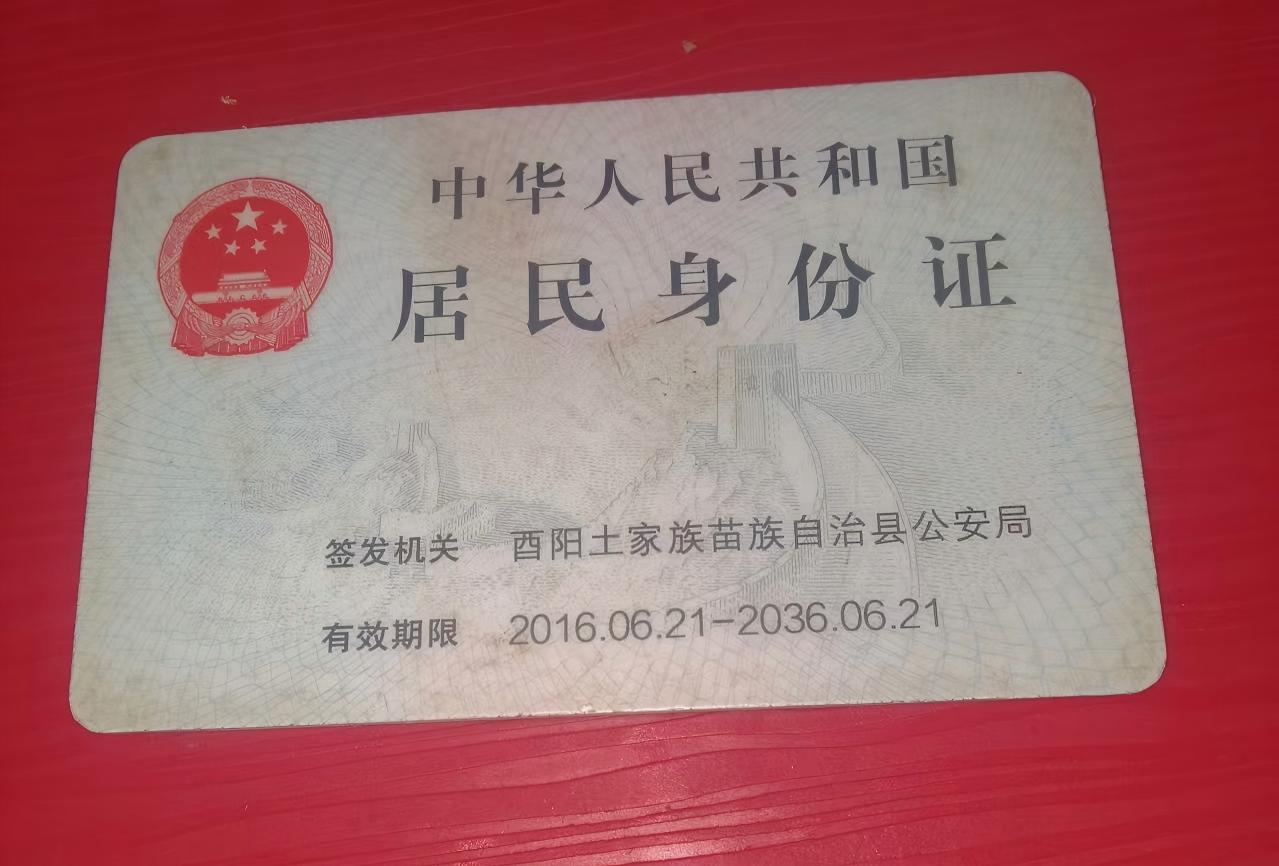 中华人民共和国
居民身份证
签发机关 酉阳土家族苗族自治县公安局
有效期限 2016.06.21-2036.06.21